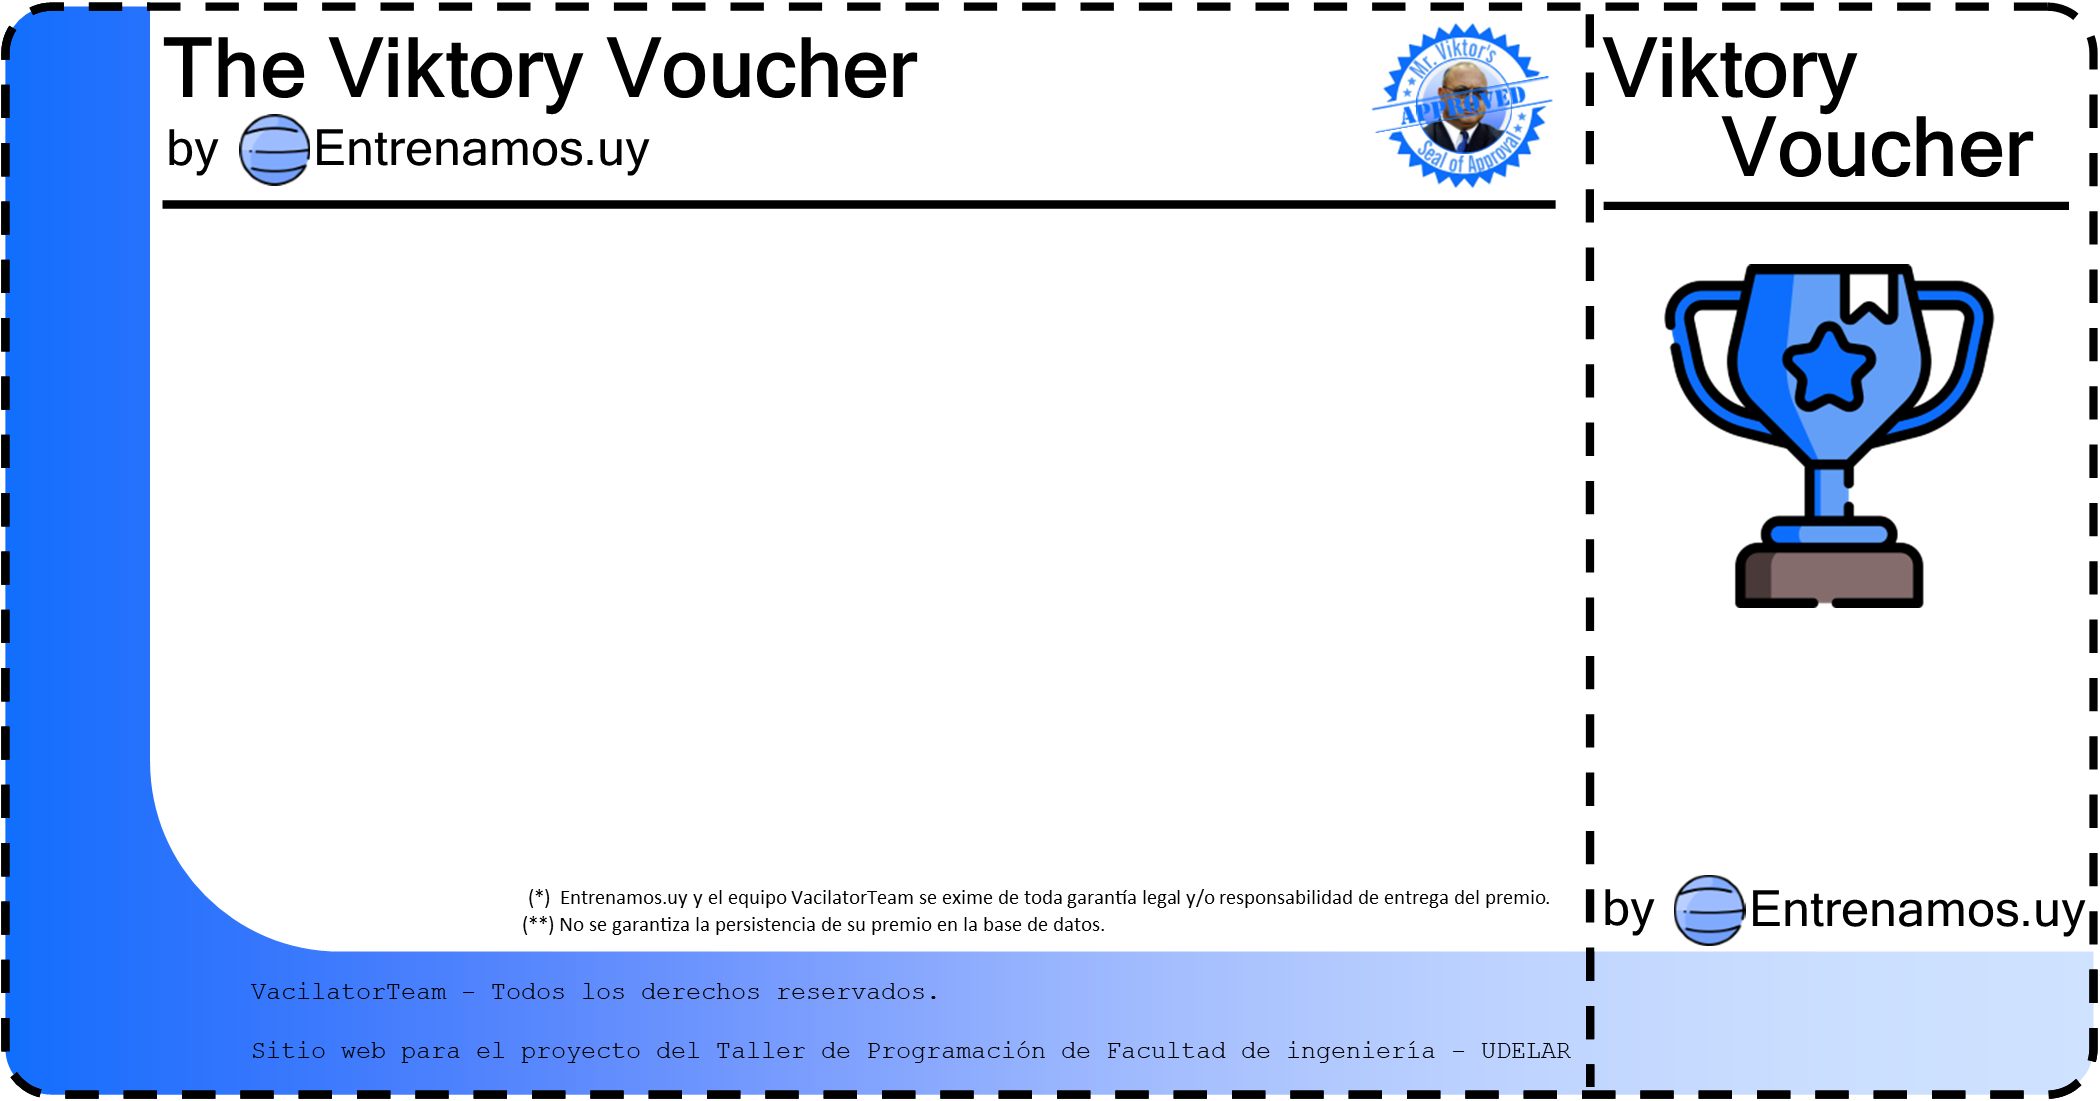 The Viktory Voucher
by Entrenamos.uy
Mr. Viktor's
APPROVED
Seal of Approval
(*) Entrenamos.uy y el equipo VacilatorTeam se exime de toda garantía legal y/o responsabilidad de entrega del premio.
(**) No se garantiza la persistencia de su premio en la base de datos.
VacilatorTeam - Todos los derechos reservados.
Sitio web para el proyecto del Taller de Programación de Facultad de ingeniería - UDELAR
Viktory
Voucher
by Entrenamos.uy